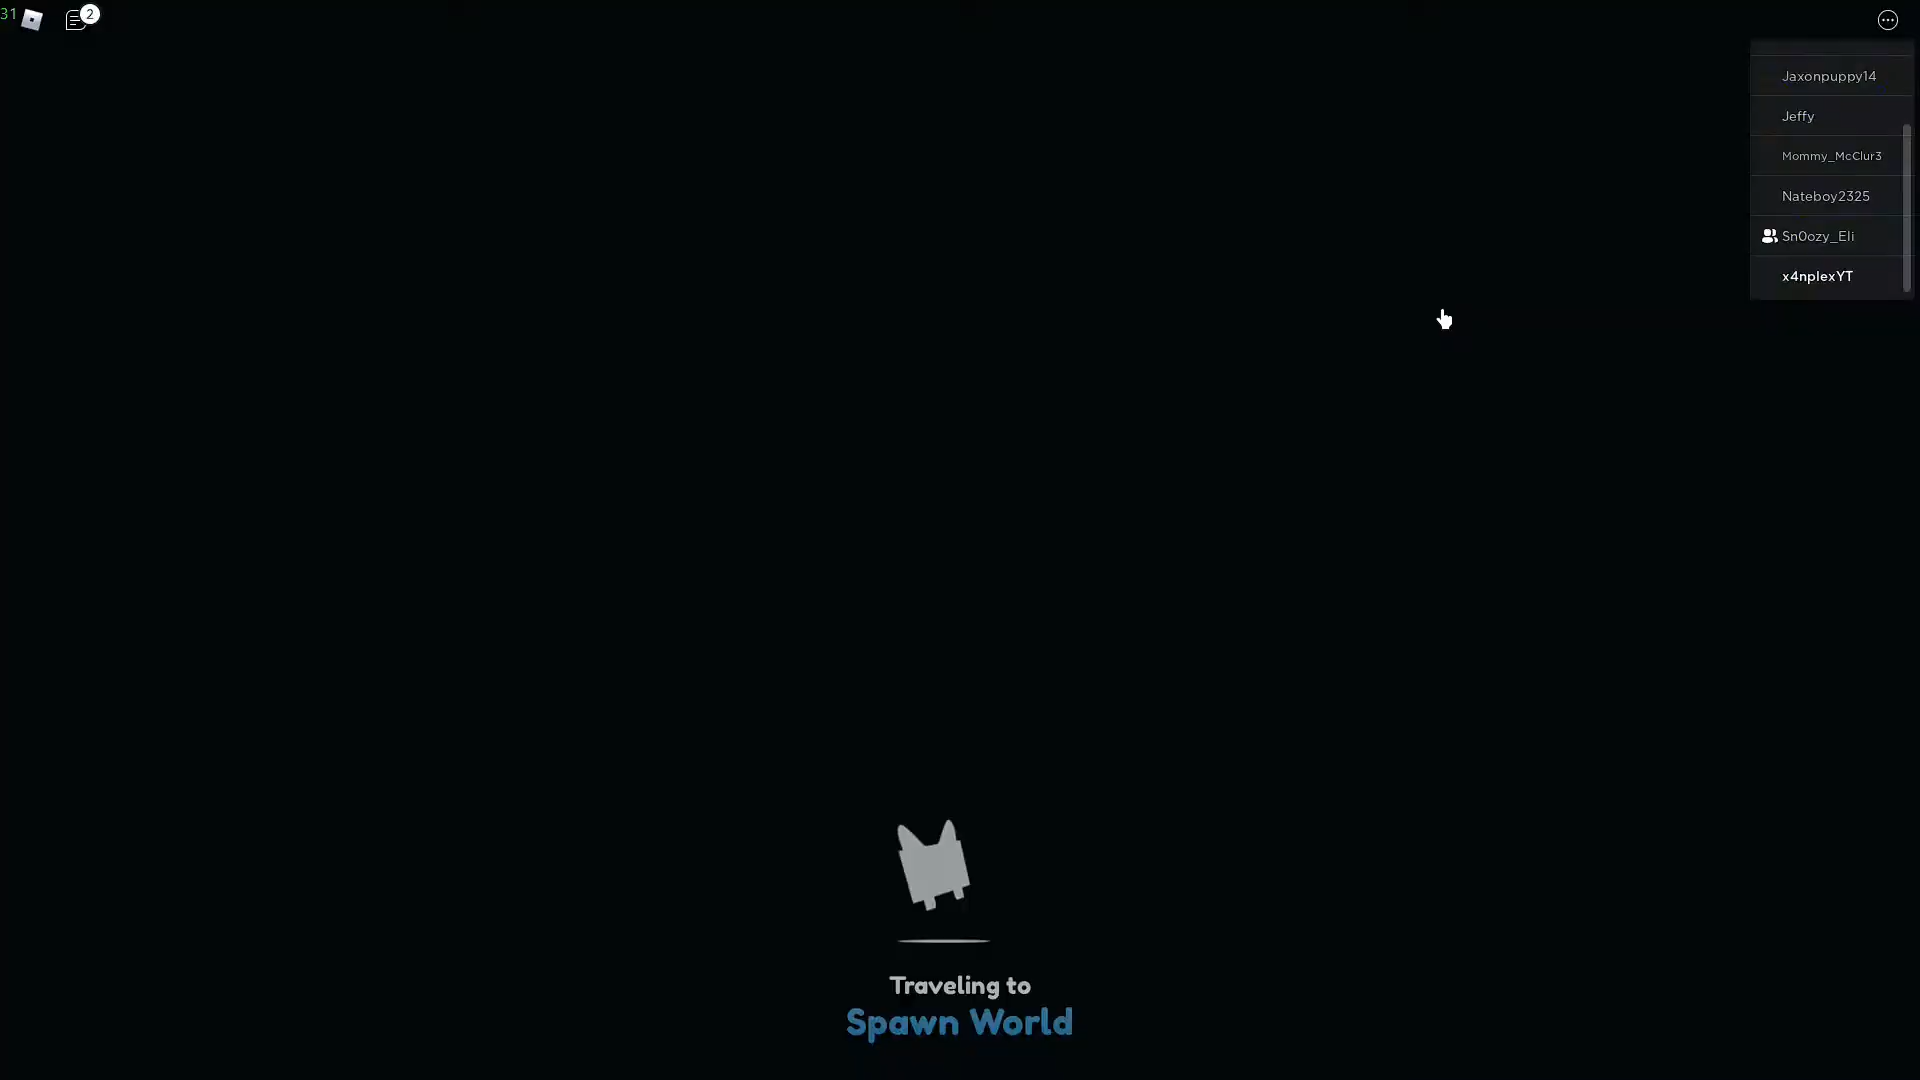 31
2
Jaxonpuppy14
Jeffy
Mommy_McClur3
Nateboy2325
Sn0ozy_Eli
x4nplexYT
Traveling to
Spawn World